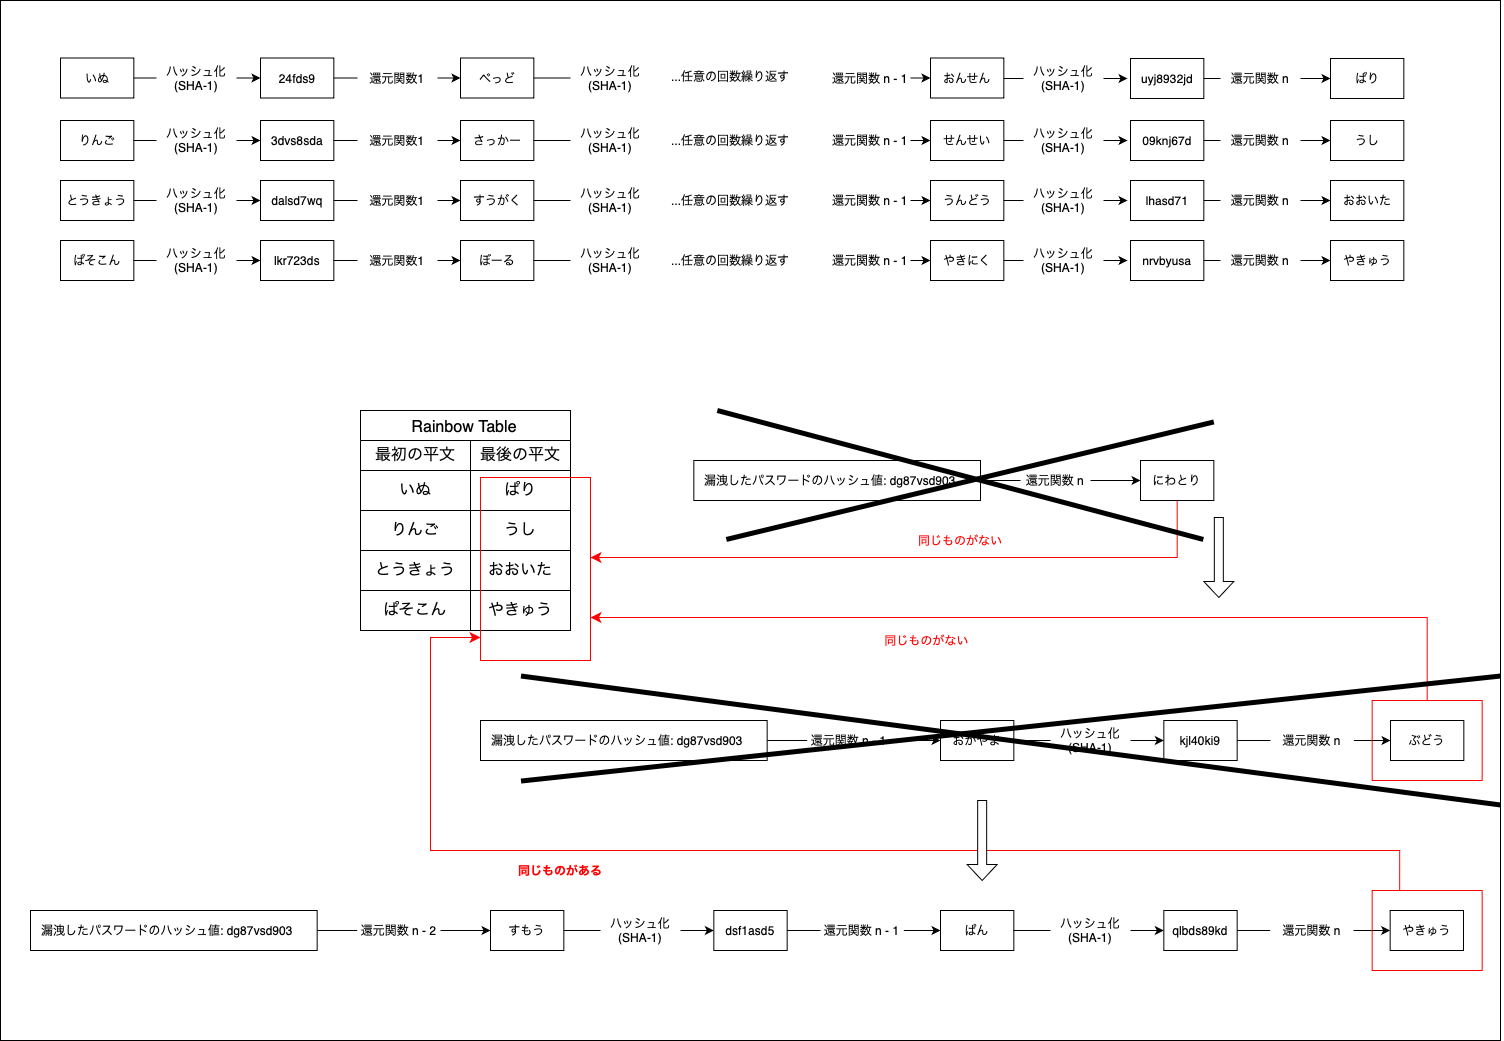 いぬ
ハッシュ化
(SHA-1)
24fds9
還元関数1
べっど
ハッシュ化
(SHA-1)
...任意の回数繰り返す
還元関数 n - 1
おんせん
ハッシュ化
(SHA-1)
uyj8932jd
還元関数 n
ぱり
りんご
ハッシュ化
(SHA-1)
3dvs8sda
還元関数1
さっかー
ハッシュ化
(SHA-1)
...任意の回数繰り返す
還元関数 n - 1
せんせい
ハッシュ化
(SHA-1)
09knj67d
還元関数 n
うし
とうきょう
ハッシュ化
(SHA-1)
dalsd7wq
還元関数1
すうがく
ハッシュ化
(SHA-1)
...任意の回数繰り返す
還元関数 n - 1
うんどう
ハッシュ化
(SHA-1)
lhasd71
還元関数 n
おおいた
ぱそこん
ハッシュ化
(SHA-1)
lkr723ds
還元関数1
ぼーる
ハッシュ化
(SHA-1)
...任意の回数繰り返す
還元関数 n - 1
やきにく
ハッシュ化
(SHA-1)
nrvbyusa
還元関数 n
やきゅう
Rainbow Table
最初の平文
最後の平文
いぬ
ぱり
りんご
うし
とうきょう
おおいた
ぱそこん
やきゅう
漏洩したパスワードのハッシュ値: dg87vsd903
還元関数 n
にわとり
同じものがない
同じものがない
漏洩したパスワードのハッシュ値: dg87vsd903
還元関数 n - 1
おかやま
ハッシュ化
(SHA-1)
kjl40ki9
還元関数 n
ぶどう
同じものがある
漏洩したパスワードのハッシュ値: dg87vsd903
還元関数 n - 2
すもう
ハッシュ化
(SHA-1)
dsf1asd5
還元関数 n - 1
ぱん
ハッシュ化
(SHA-1)
qlbds89kd
還元関数 n
やきゅう